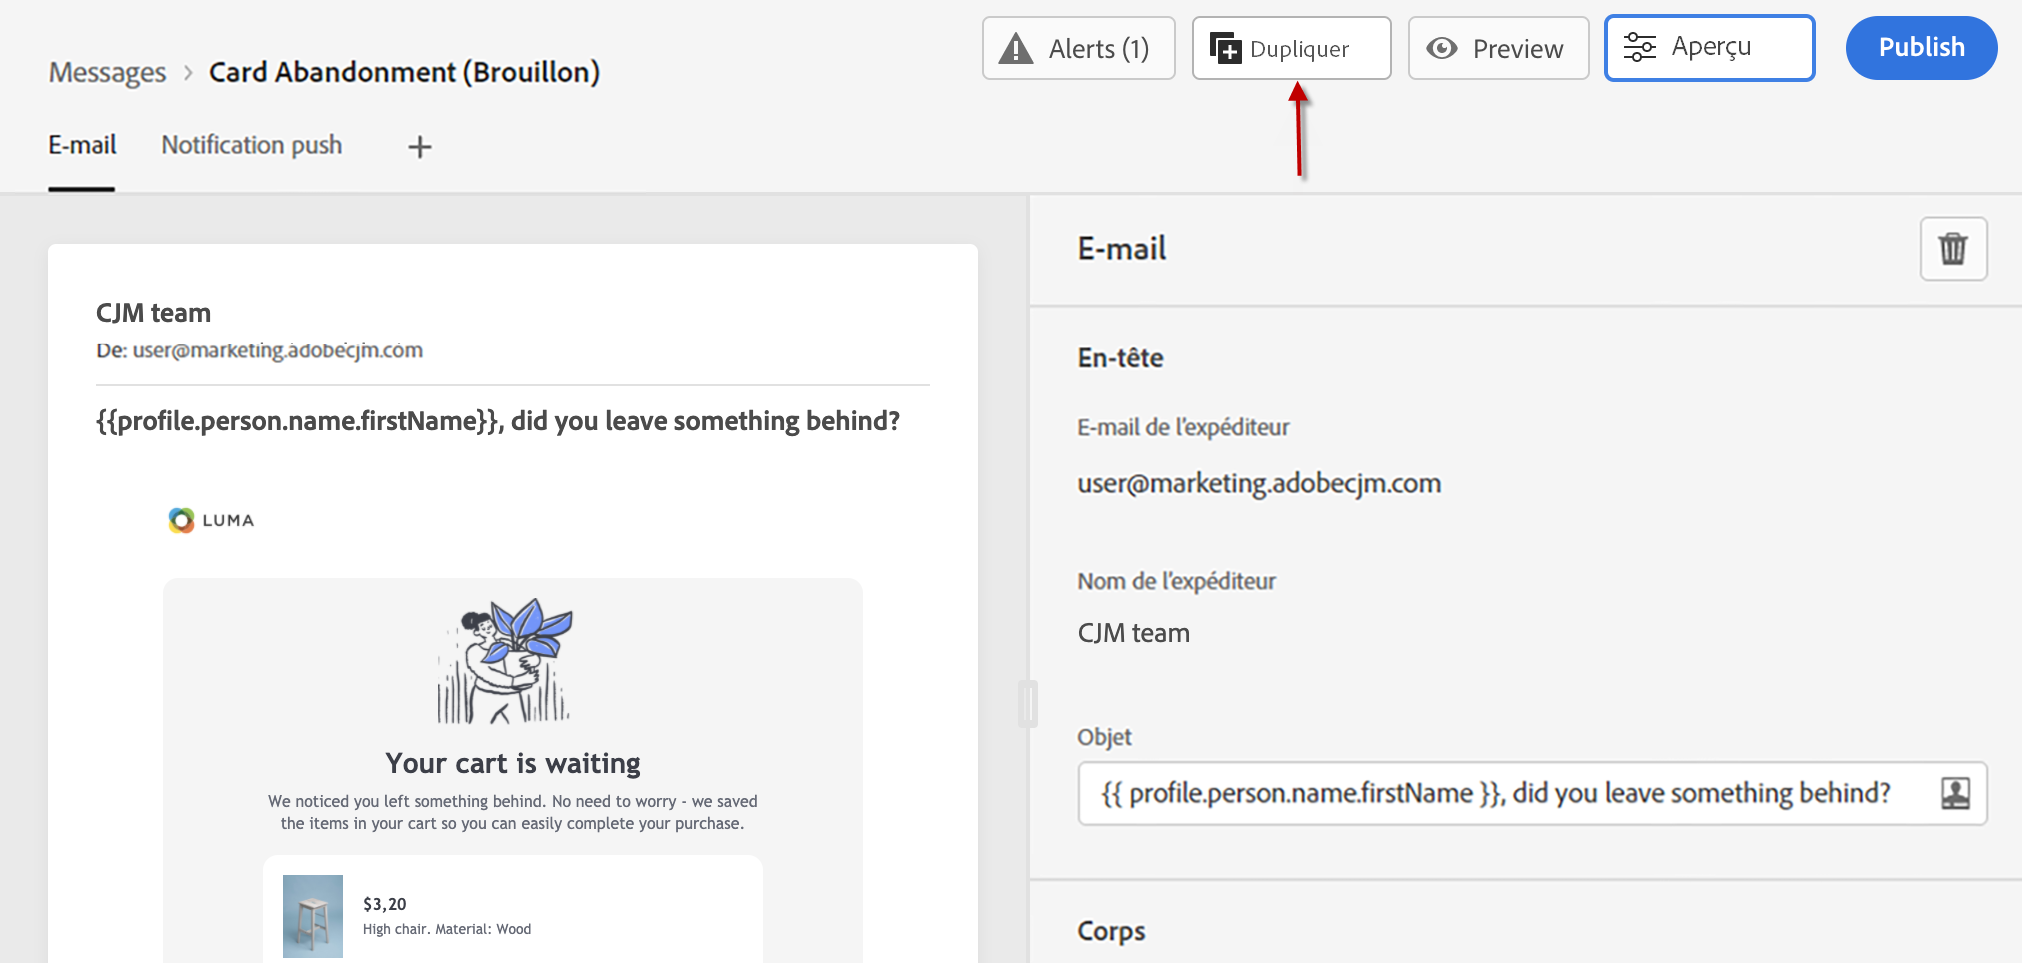 Messages > Card Abandonment (Brouillon)
Alerts (1)
Dupliquer
Preview
Aperçu
Publish
E-mail
Notification push
+
CJM team
De: user@marketing.adobecjm.com
{{profile.person.name.firstName}}, did you leave something behind?
LUMA
Your cart is waiting
We noticed you left something behind. No need to worry - we saved
the items in your cart so you can easily complete your purchase.
$3,20
High chair. Material: Wood
E-mail
En-tête
E-mail de l'expéditeur
user@marketing.adobecjm.com
Nom de l'expéditeur
CJM team
Objet
{{ profile.person.name.firstName }}, did you leave something behind?
Corps